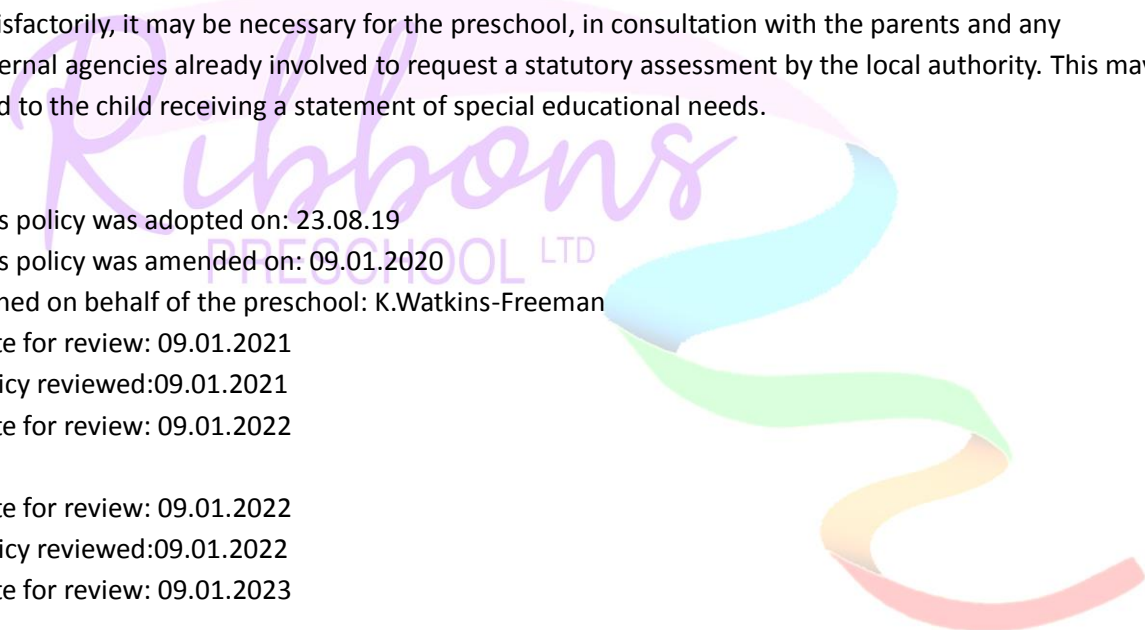 isfactorily, it may be necessary for the preschool, in consultation with the parents and any
ernal agencies already involved to request a statutory assessment by the local authority. This may
d to the child receiving a statement of special educational needs.
Ribbons
PRESCHOOL LTD
s policy was adopted on: 23.08.19
s policy was amended on: 09.01.2020
ned on behalf of the preschool: K.Watkins-Freeman
te for review: 09.01.2021
icy reviewed:09.01.2021
te for review: 09.01.2022
te for review: 09.01.2022
icy reviewed:09.01.2022
te for review: 09.01.2023